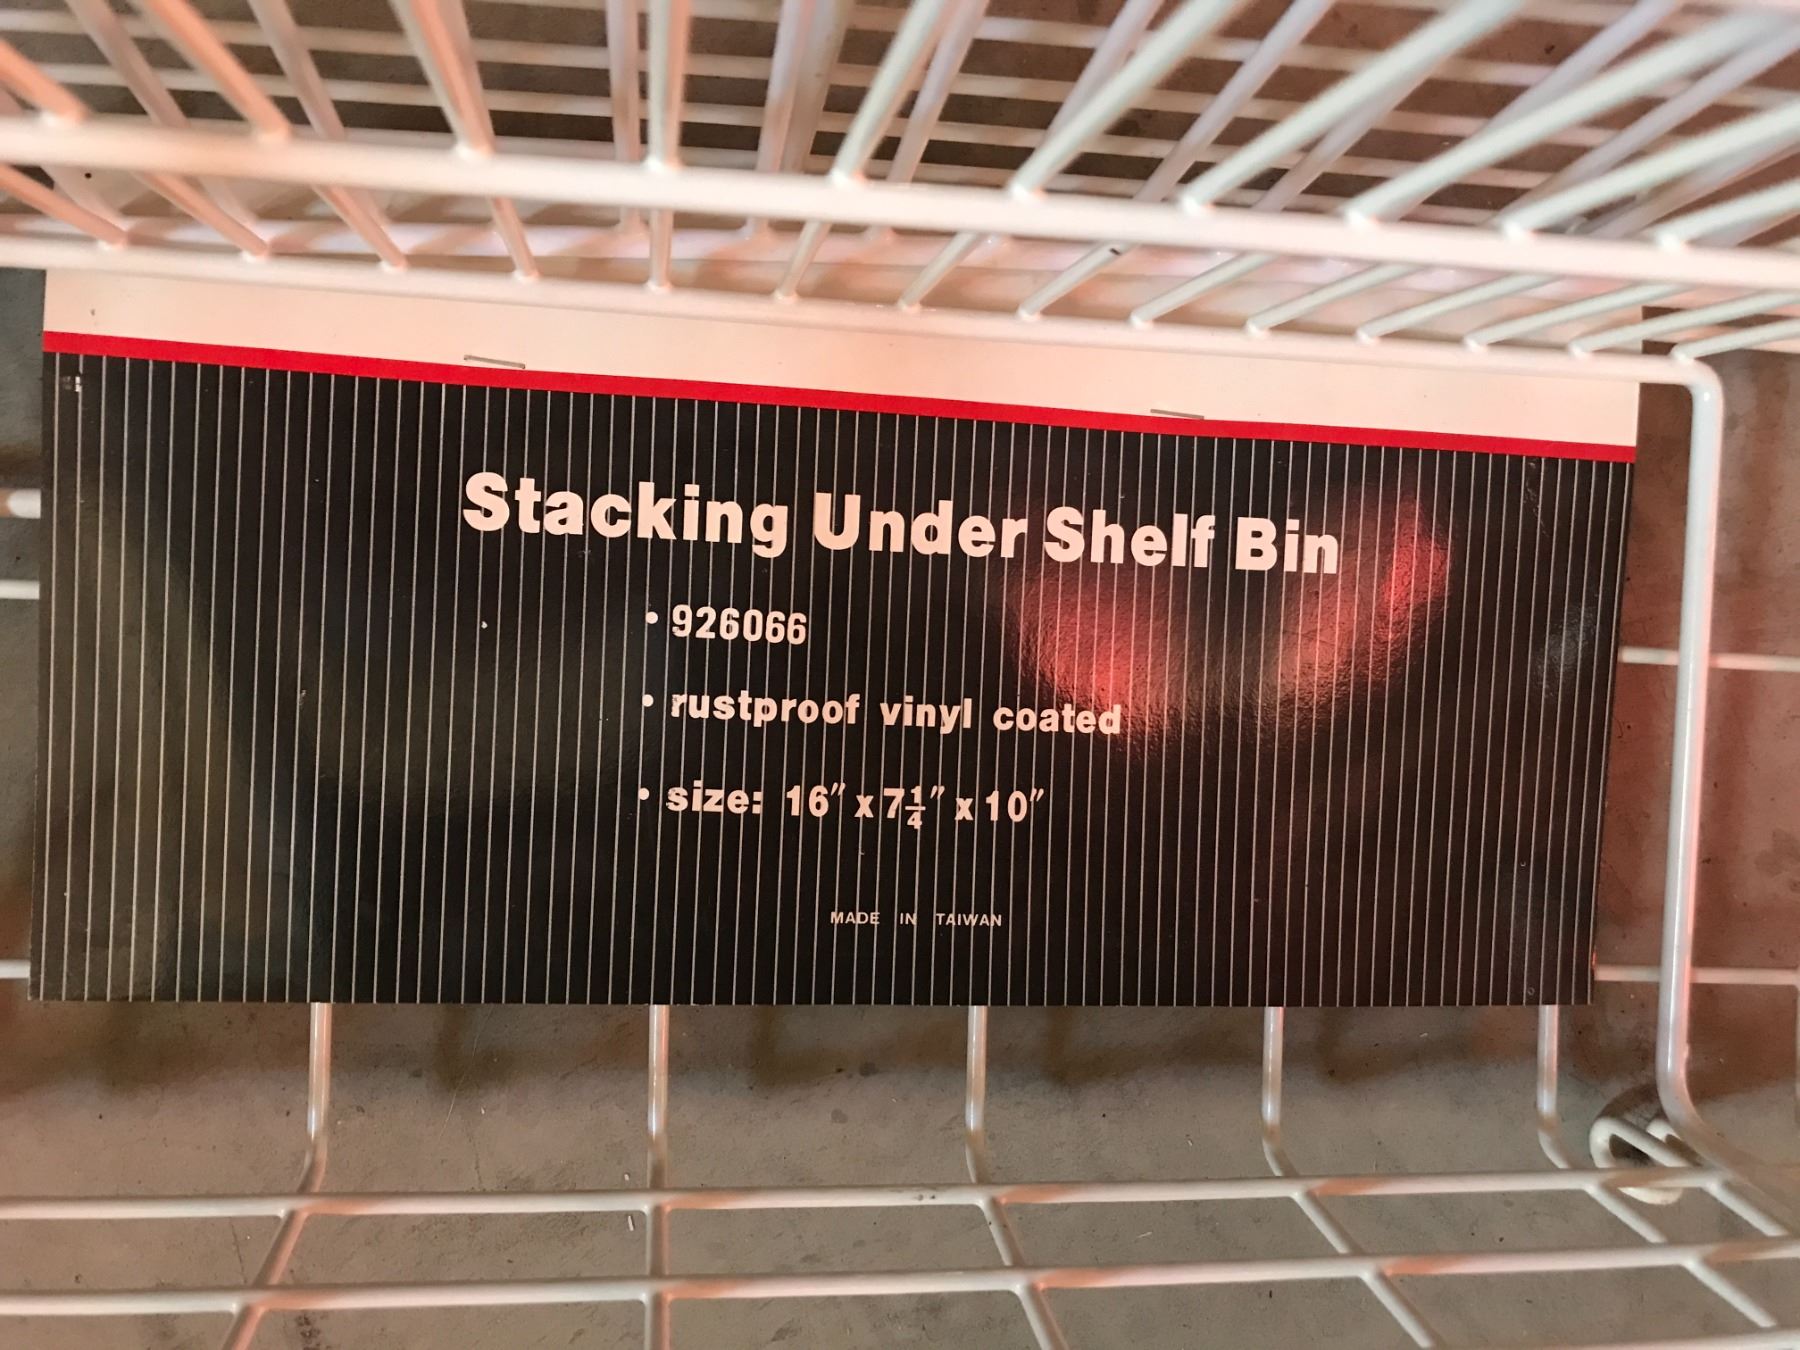 Stacking Under Shelf Bin
• 926066
• rustproof vinyl coated
• size: 16" x 7¼" x 10"
MADE IN TAIWAN